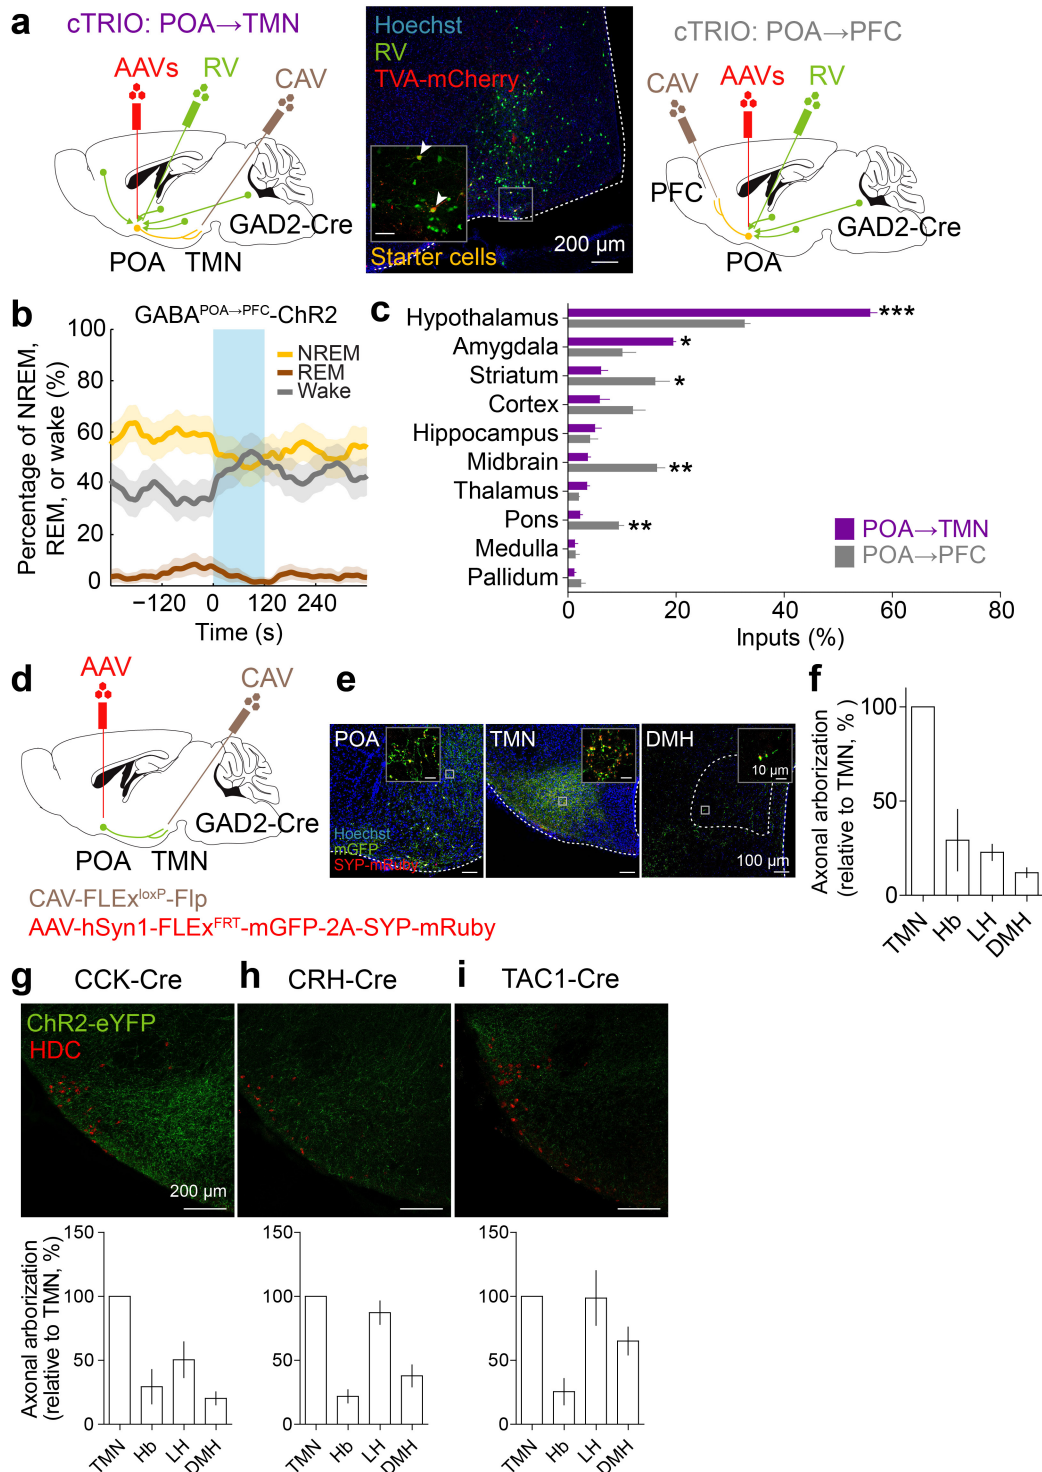 a
cTRIO: POA→TMN
AAVs
RV
CAV
GAD2-Cre
POA
TMN
Hoechst
RV
TVA-mCherry
Starter cells
200 µm
cTRIO: POA→PFC
CAV
AAVs
RV
PFC
GAD2-Cre
POA
b
GABAPOA→PFC-ChR2
Percentage of NREM,
REM, or wake (%)
100
80
60
40
20
0
NREM
REM
Wake
−120
0
120
240
Time (s)
c
Hypothalamus
Amygdala
Striatum
Cortex
Hippocampus
Midbrain
Thalamus
Pons
Medulla
Pallidum
***
*
*
**
**
POA→TMN
POA→PFC
0
20
40
60
80
Inputs (%)
d
AAV
CAV
GAD2-Cre
POA
TMN
CAV-FLExloxP-Flp
AAV-hSyn1-FLExFRT-mGFP-2A-SYP-mRuby
e
POA
Hoechst
mGFP
SYP-mRuby
TMN
DMH
10 µm
100 µm
f
Axonal arborization
(relative to TMN, % )
100
50
0
TMN
Hb
LH
DMH
g
CCK-Cre
ChR2-eYFP
HDC
200 µm
h
CRH-Cre
i
TAC1-Cre
Axonal arborization
(relative to TMN, %)
150
100
50
0
TMN
Hb
LH
DMH
150
100
50
0
TMN
Hb
LH
DMH
150
100
50
0
TMN
Hb
LH
DMH